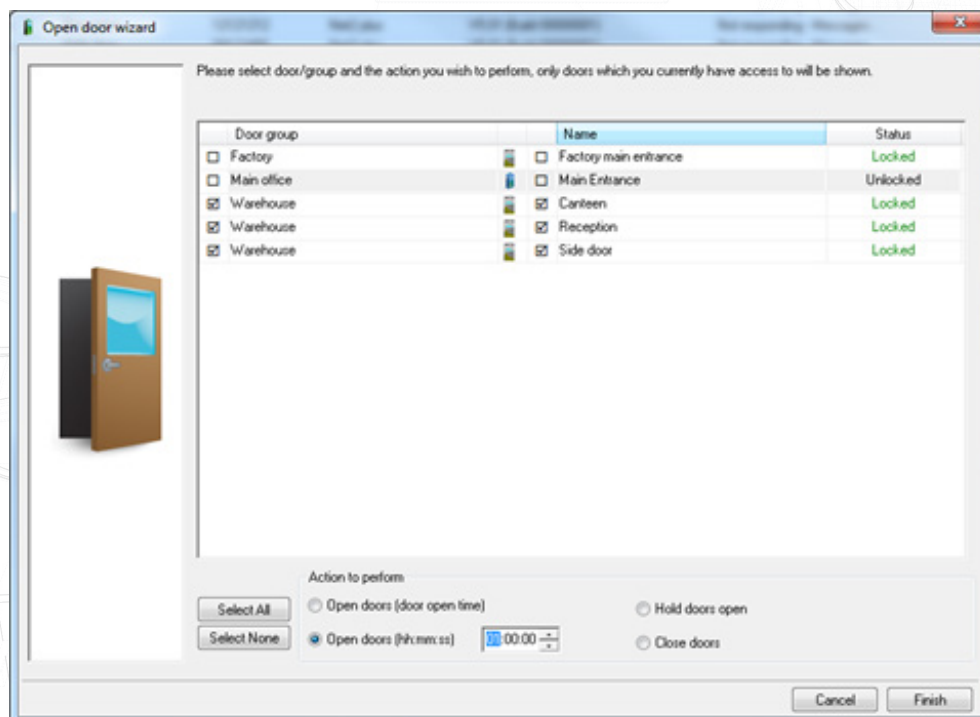 Open door wizard
Please select door/group and the action you wish to perform, only doors which you currently have access to will be shown.
Door group Name Status
Factory Factory main entrance Locked
Main office Main Entrance Unlocked
Warehouse Canteen Locked
Warehouse Reception Locked
Warehouse Side door Locked
Action to perform
Select All Open doors (door open time) Hold doors open
Select None Open doors (hh:mm:ss) :00:00 Close doors
Cancel Finish